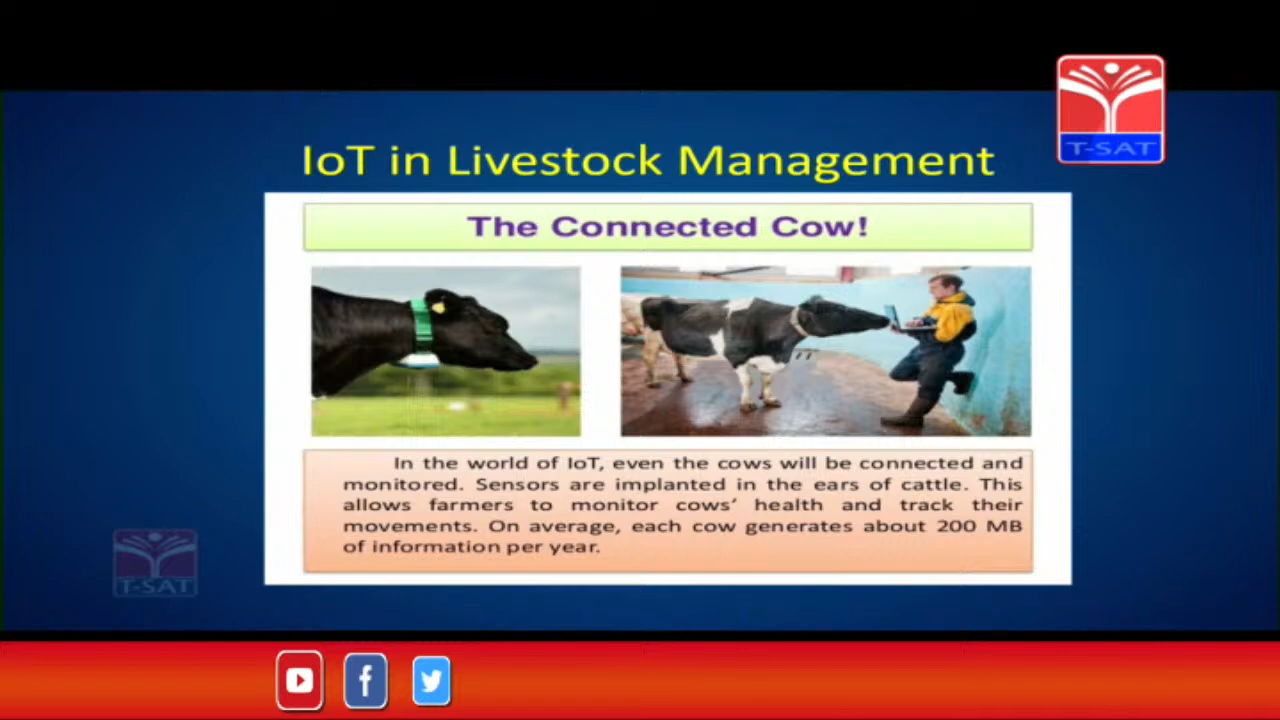 T-SAT
IoT in Livestock Management
The Connected Cow!
In the world of IoT, even the cows will be connected and
monitored. Sensors are implanted in the ears of cattle. This
allows farmers to monitor cows‘ health and track their
movements. On average, each cow generates about 200 MB
of information per year.
T-SAT